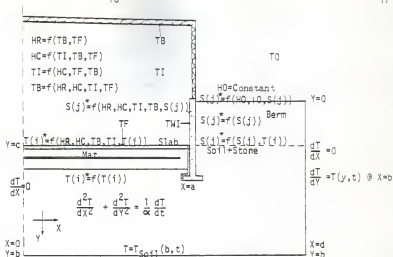 HR=f(TB,TF) TB
HC=f(TI,TB,TF) TO
TI=f(HC,TF,TB) TI
TB=f(HR,HC,TI,TF) HO=Constant
S(j)*=f(HR,HC,TI,TB,S(j)) S(j)*=f(HO,TO,S(j)) Y=0
Berm
TF TWI S(j)*=f(S(j))
Y=c T(i)*=f(HR,HC,TB,TI,T(i)) Slab S(j)*=f(S(j),T(i))
Mat. Soil+Stone dT/dX=0
T(i)*=f(T(i))
dT/dX=0 X=a dT/dY=T(y,t) @ X=b
d²T/dX² + d²T/dY² = 1/α dT/dt
X
Y
X=0 X=d
Y=b T=TSoil(b,t) Y=b